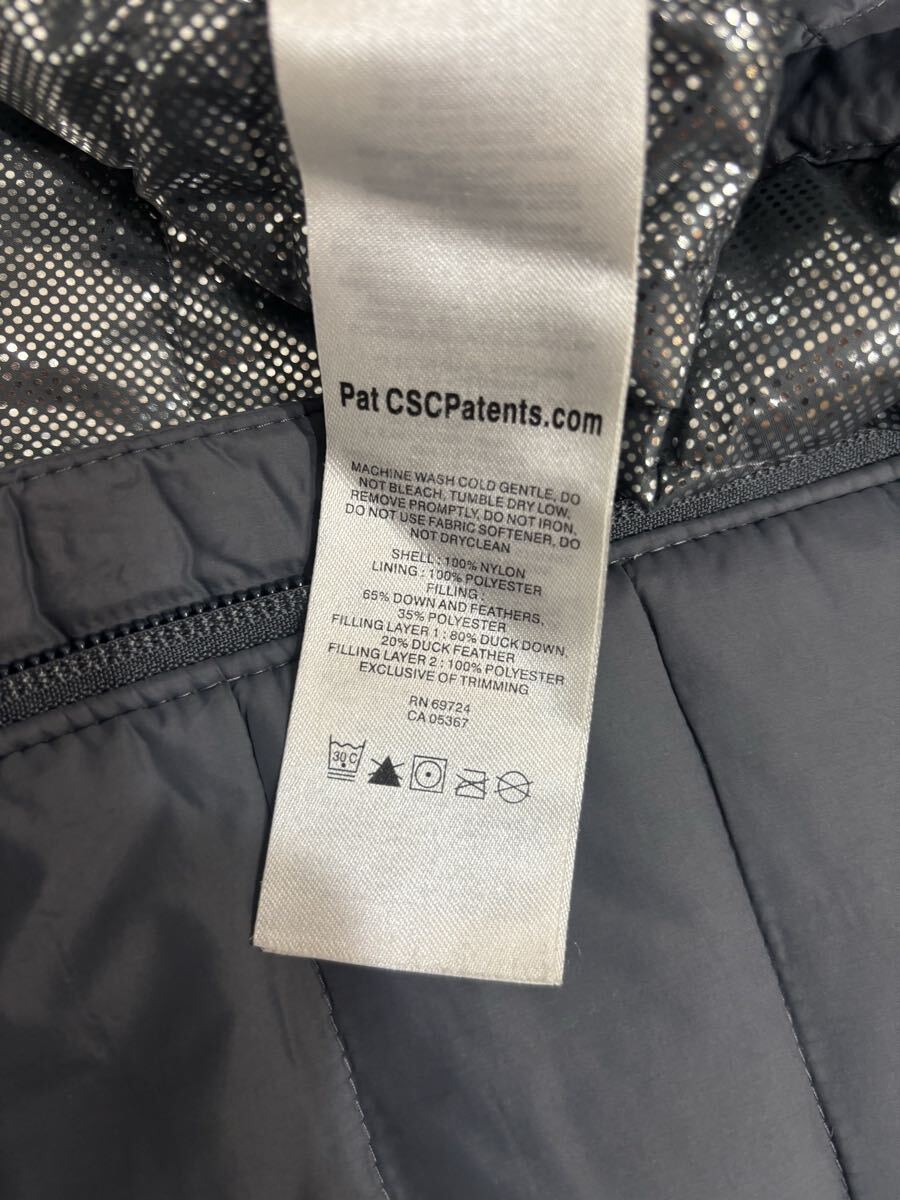 Pat CSCPatents.com
MACHINE WASH COLD GENTLE, DO
NOT BLEACH, TUMBLE DRY LOW,
REMOVE PROMPTLY, DO NOT IRON,
DO NOT USE FABRIC SOFTENER, DO
NOT DRYCLEAN
SHELL : 100% NYLON
LINING : 100% POLYESTER
FILLING :
65% DOWN AND FEATHERS,
35% POLYESTER
FILLING LAYER 1 : 80% DUCK DOWN,
20% DUCK FEATHER
FILLING LAYER 2 : 100% POLYESTER
EXCLUSIVE OF TRIMMING
RN 69724
CA 05367
30 C